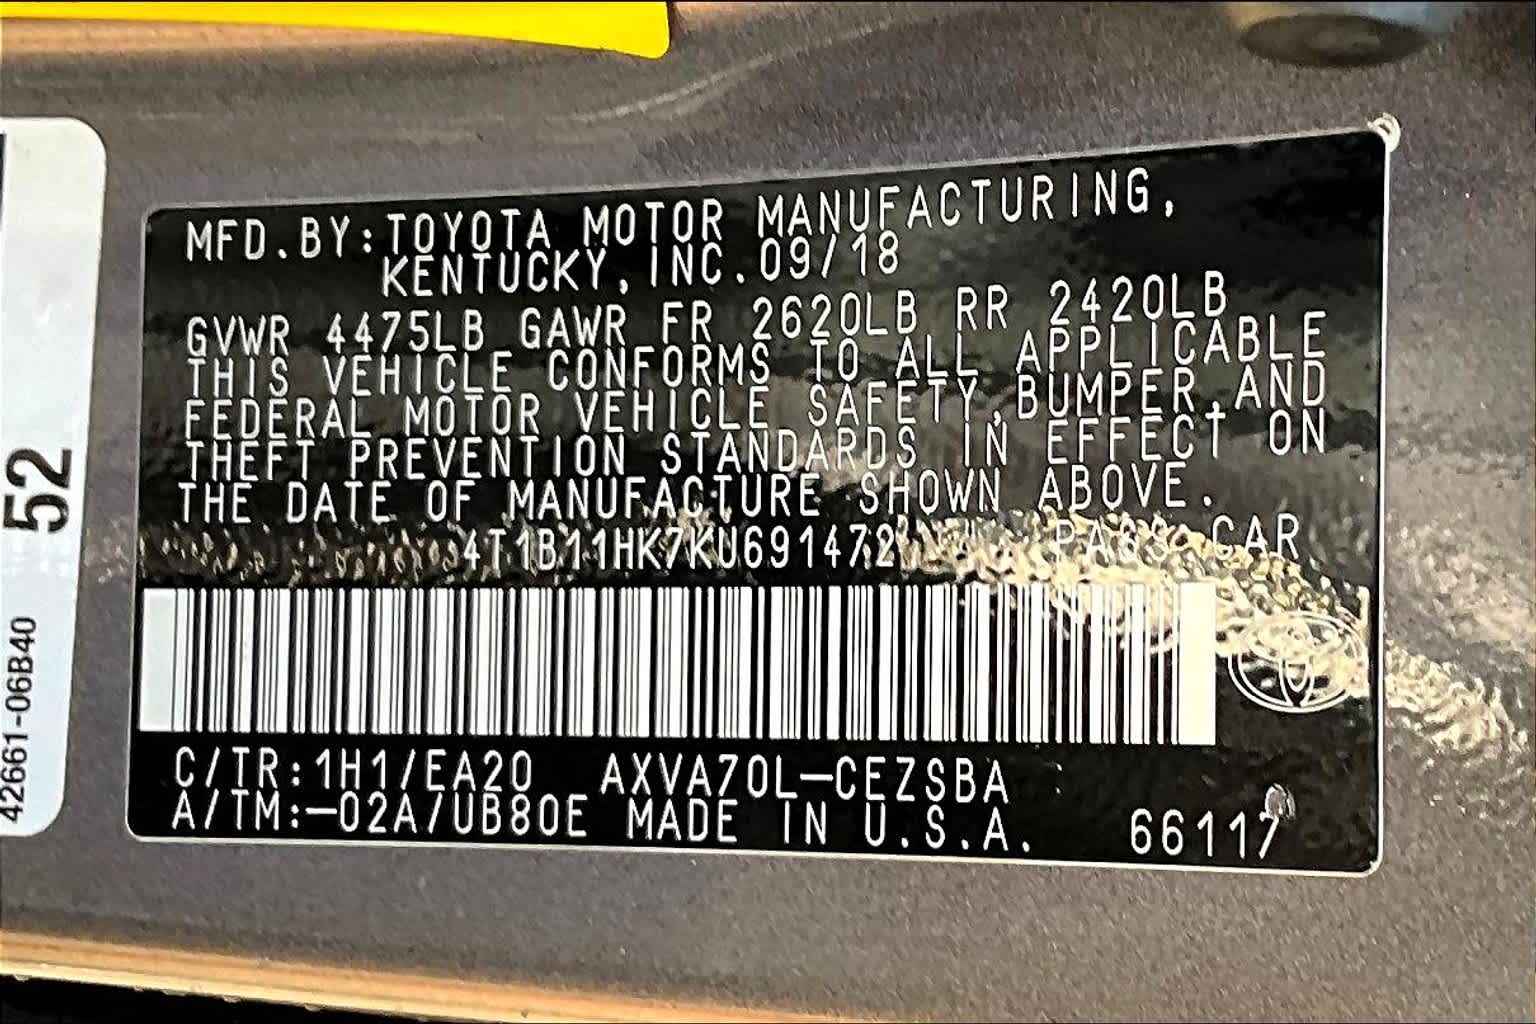 MFD.BY:TOYOTA MOTOR MANUFACTURING,
KENTUCKY, INC.09/18
GVWR 4475LB GAWR FR 2620LB RR 2420LB
THIS VEHICLE CONFORMS TO ALL APPLICABLE
FEDERAL MOTOR VEHICLE SAFETY,BUMPER,AND
THEFT PREVENTION STANDARDS IN EFFECT ON
THE DATE OF MANUFACTURE SHOWN ABOVE.
4T1B11HK7KU691472 PASS CAR
C/TR:1H1/EA20 AXVA70L-CEZSBA
A/TM:-02A/UB80E MADE IN U.S.A. 66117
52
42661-06B40